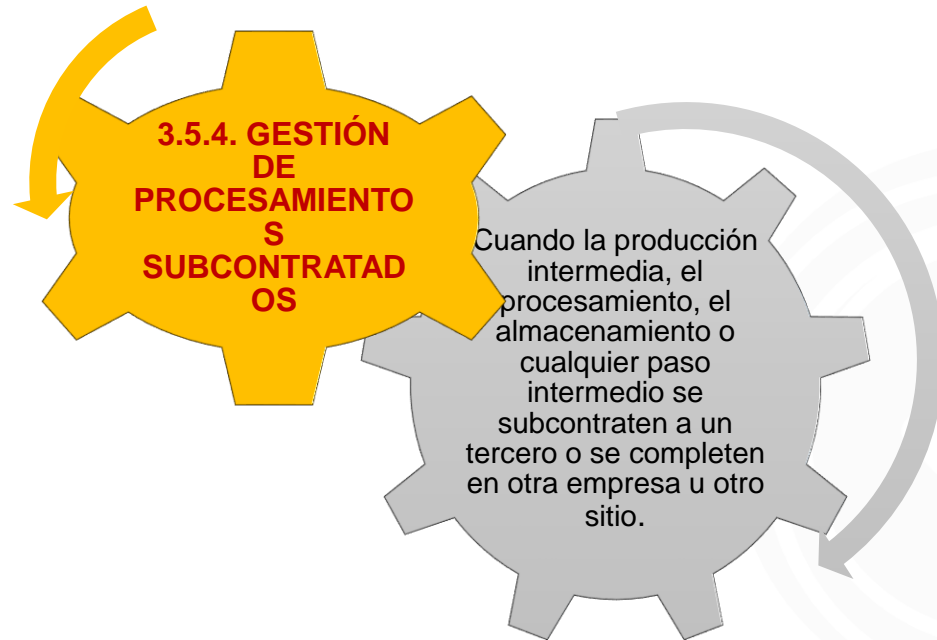 3.5.4. GESTIÓN
DE
PROCESAMIENTO
S
SUBCONTRATAD
OS
Cuando la producción
intermedia, el
procesamiento, el
almacenamiento o
cualquier paso
intermedio se
subcontraten a un
tercero o se completen
en otra empresa u otro
sitio.